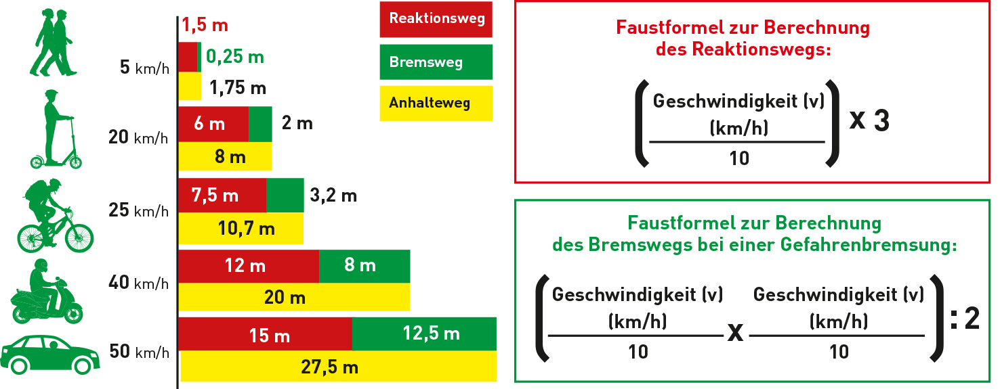 1,5 m
5 km/h
0,25 m
1,75 m
20 km/h
6 m
2 m
8 m
25 km/h
7,5 m
3,2 m
10,7 m
40 km/h
12 m
8 m
20 m
50 km/h
15 m
12,5 m
27,5 m
Reaktionsweg
Bremsweg
Anhalteweg
Faustformel zur Berechnung
des Reaktionswegs:
(Geschwindigkeit (v)
(km/h)
10) x 3
Faustformel zur Berechnung
des Bremswegs bei einer Gefahrenbremsung:
(Geschwindigkeit (v)
(km/h)
10
x
Geschwindigkeit (v)
(km/h)
10) : 2